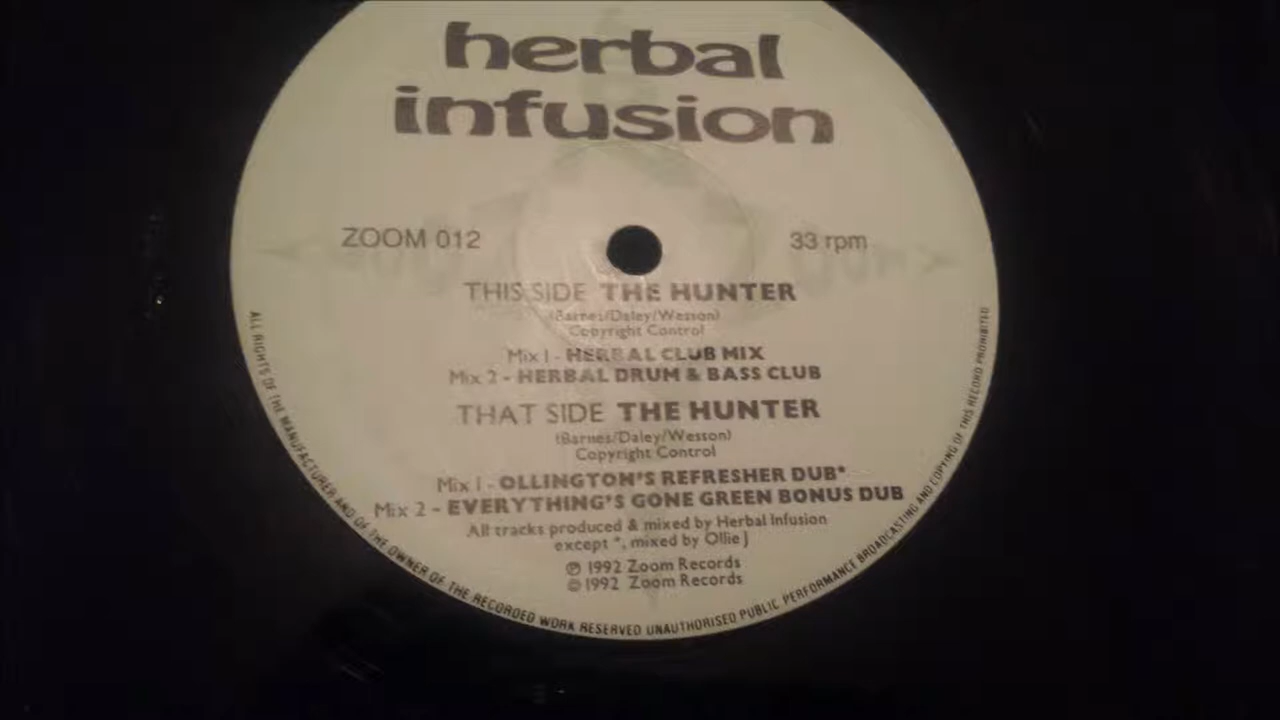 herbal
infusion
ZOOM 012
33 rpm
THIS SIDE THE HUNTER
(Barnes/Daley/Wesson)
Copyright Control
Mix 1 - HERBAL CLUB MIX
Mix 2 - HERBAL DRUM & BASS CLUB
THAT SIDE THE HUNTER
(Barnes/Daley/Wesson)
Copyright Control
Mix 1 - OLLINGTON'S REFRESHER DUB*
Mix 2 - EVERYTHING'S GONE GREEN BONUS DUB
All tracks produced & mixed by Herbal Infusion
except *, mixed by Ollie J
℗ 1992 Zoom Records
© 1992 Zoom Records
ALL RIGHTS OF THE MANUFACTURER AND OF THE OWNER OF THE RECORDED WORK RESERVED UNAUTHORISED PUBLIC PERFORMANCE BROADCASTING AND COPYING OF THIS RECORD PROHIBITED